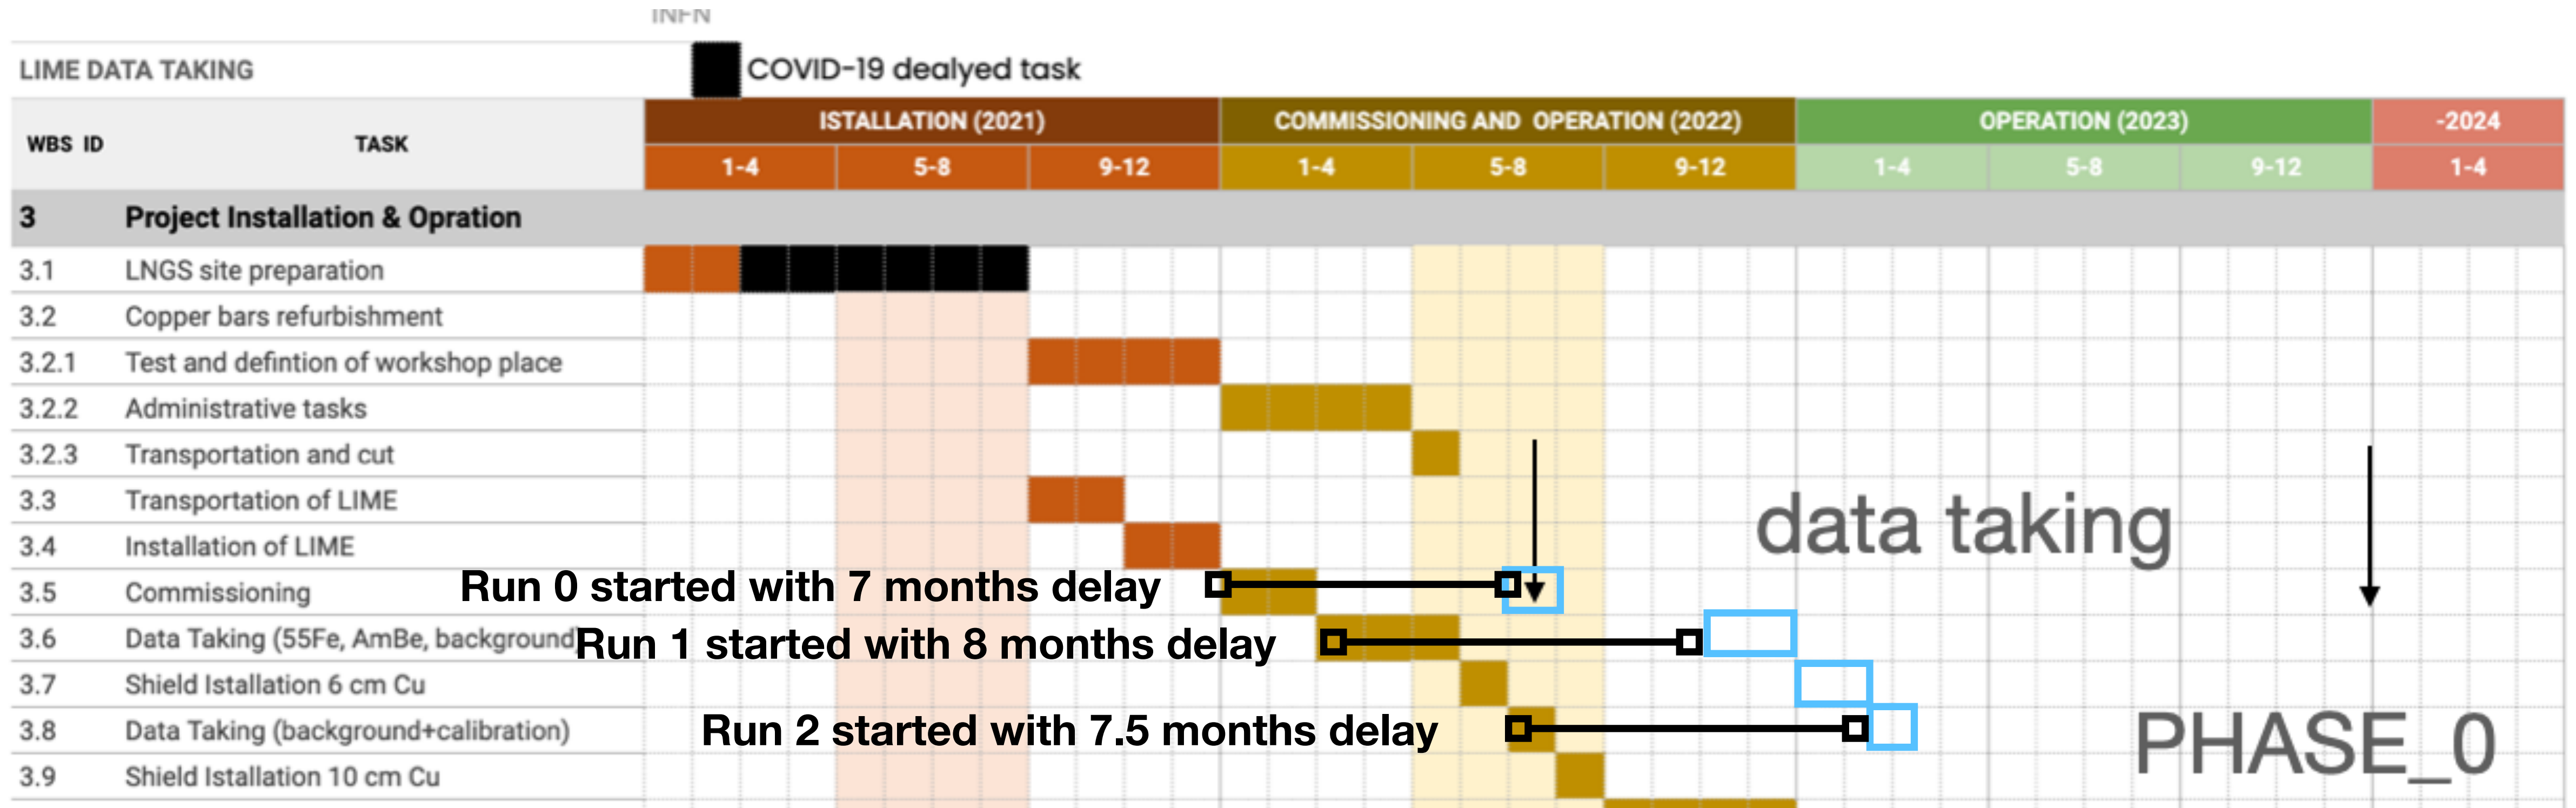 INFN
LIME DATA TAKING
COVID-19 dealyed task
WBS ID TASK
ISTALLATION (2021) COMMISSIONING AND OPERATION (2022) OPERATION (2023) -2024
1-4 5-8 9-12 1-4 5-8 9-12 1-4 5-8 9-12 1-4
3 Project Installation & Opration
3.1 LNGS site preparation
3.2 Copper bars refurbishment
3.2.1 Test and defintion of workshop place
3.2.2 Administrative tasks
3.2.3 Transportation and cut
3.3 Transportation of LIME
3.4 Installation of LIME
data taking
3.5 Commissioning
Run 0 started with 7 months delay
3.6 Data Taking (55Fe, AmBe, background)
Run 1 started with 8 months delay
3.7 Shield Istallation 6 cm Cu
3.8 Data Taking (background+calibration)
Run 2 started with 7.5 months delay
PHASE_0
3.9 Shield Istallation 10 cm Cu